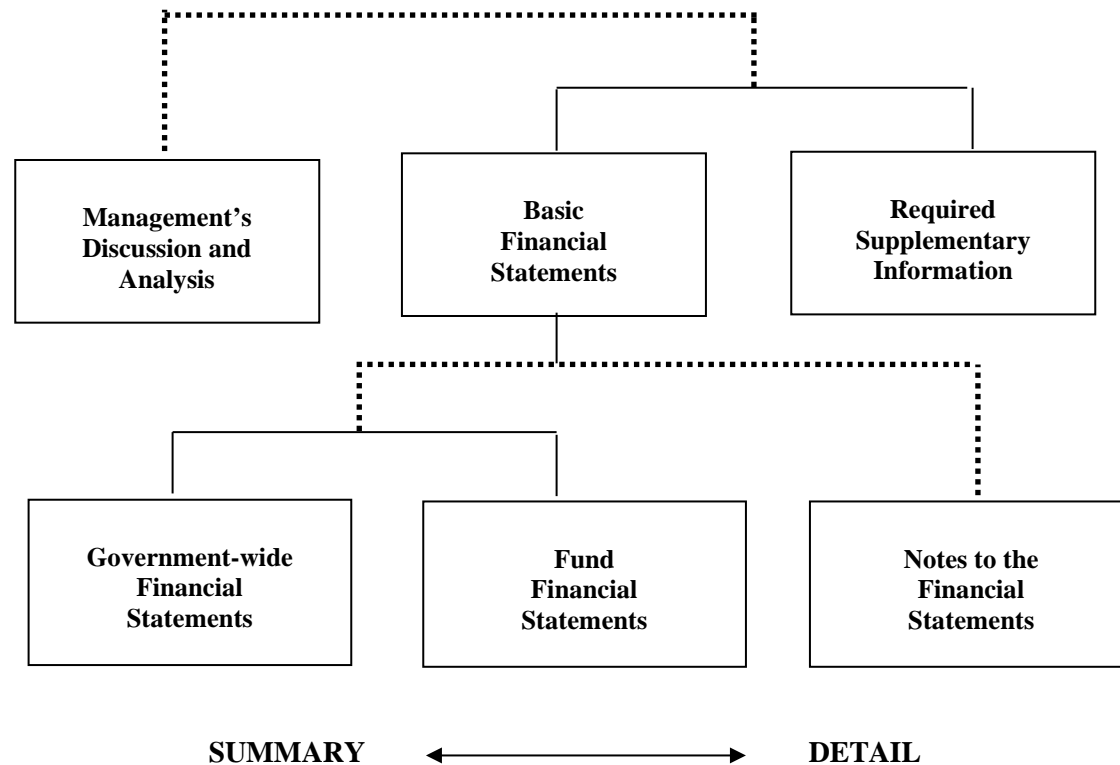 Management’s
Discussion and
Analysis
Basic
Financial
Statements
Required
Supplementary
Information
Government-wide
Financial
Statements
Fund
Financial
Statements
Notes to the
Financial
Statements
SUMMARY DETAIL